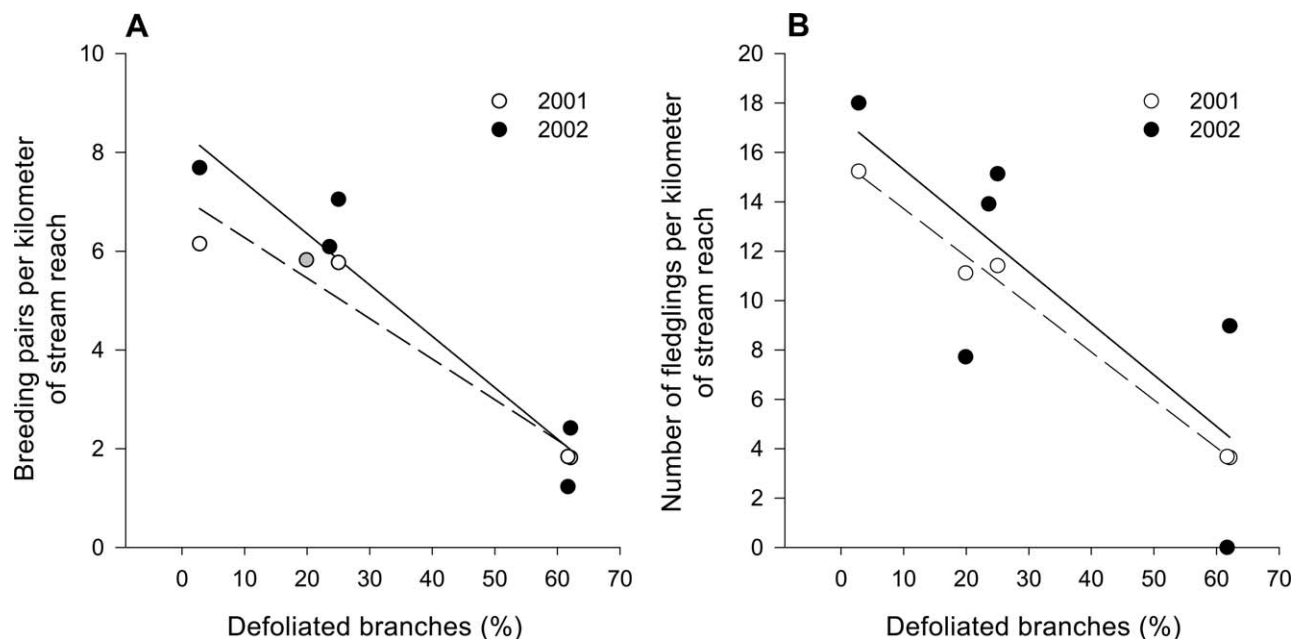 A
10
8
6
4
2
0
0 10 20 30 40 50 60 70
Breeding pairs per kilometer
of stream reach
Defoliated branches (%)
2001
2002
B
20
18
16
14
12
10
8
6
4
2
0
0 10 20 30 40 50 60 70
Number of fledglings per kilometer
of stream reach
Defoliated branches (%)
2001
2002